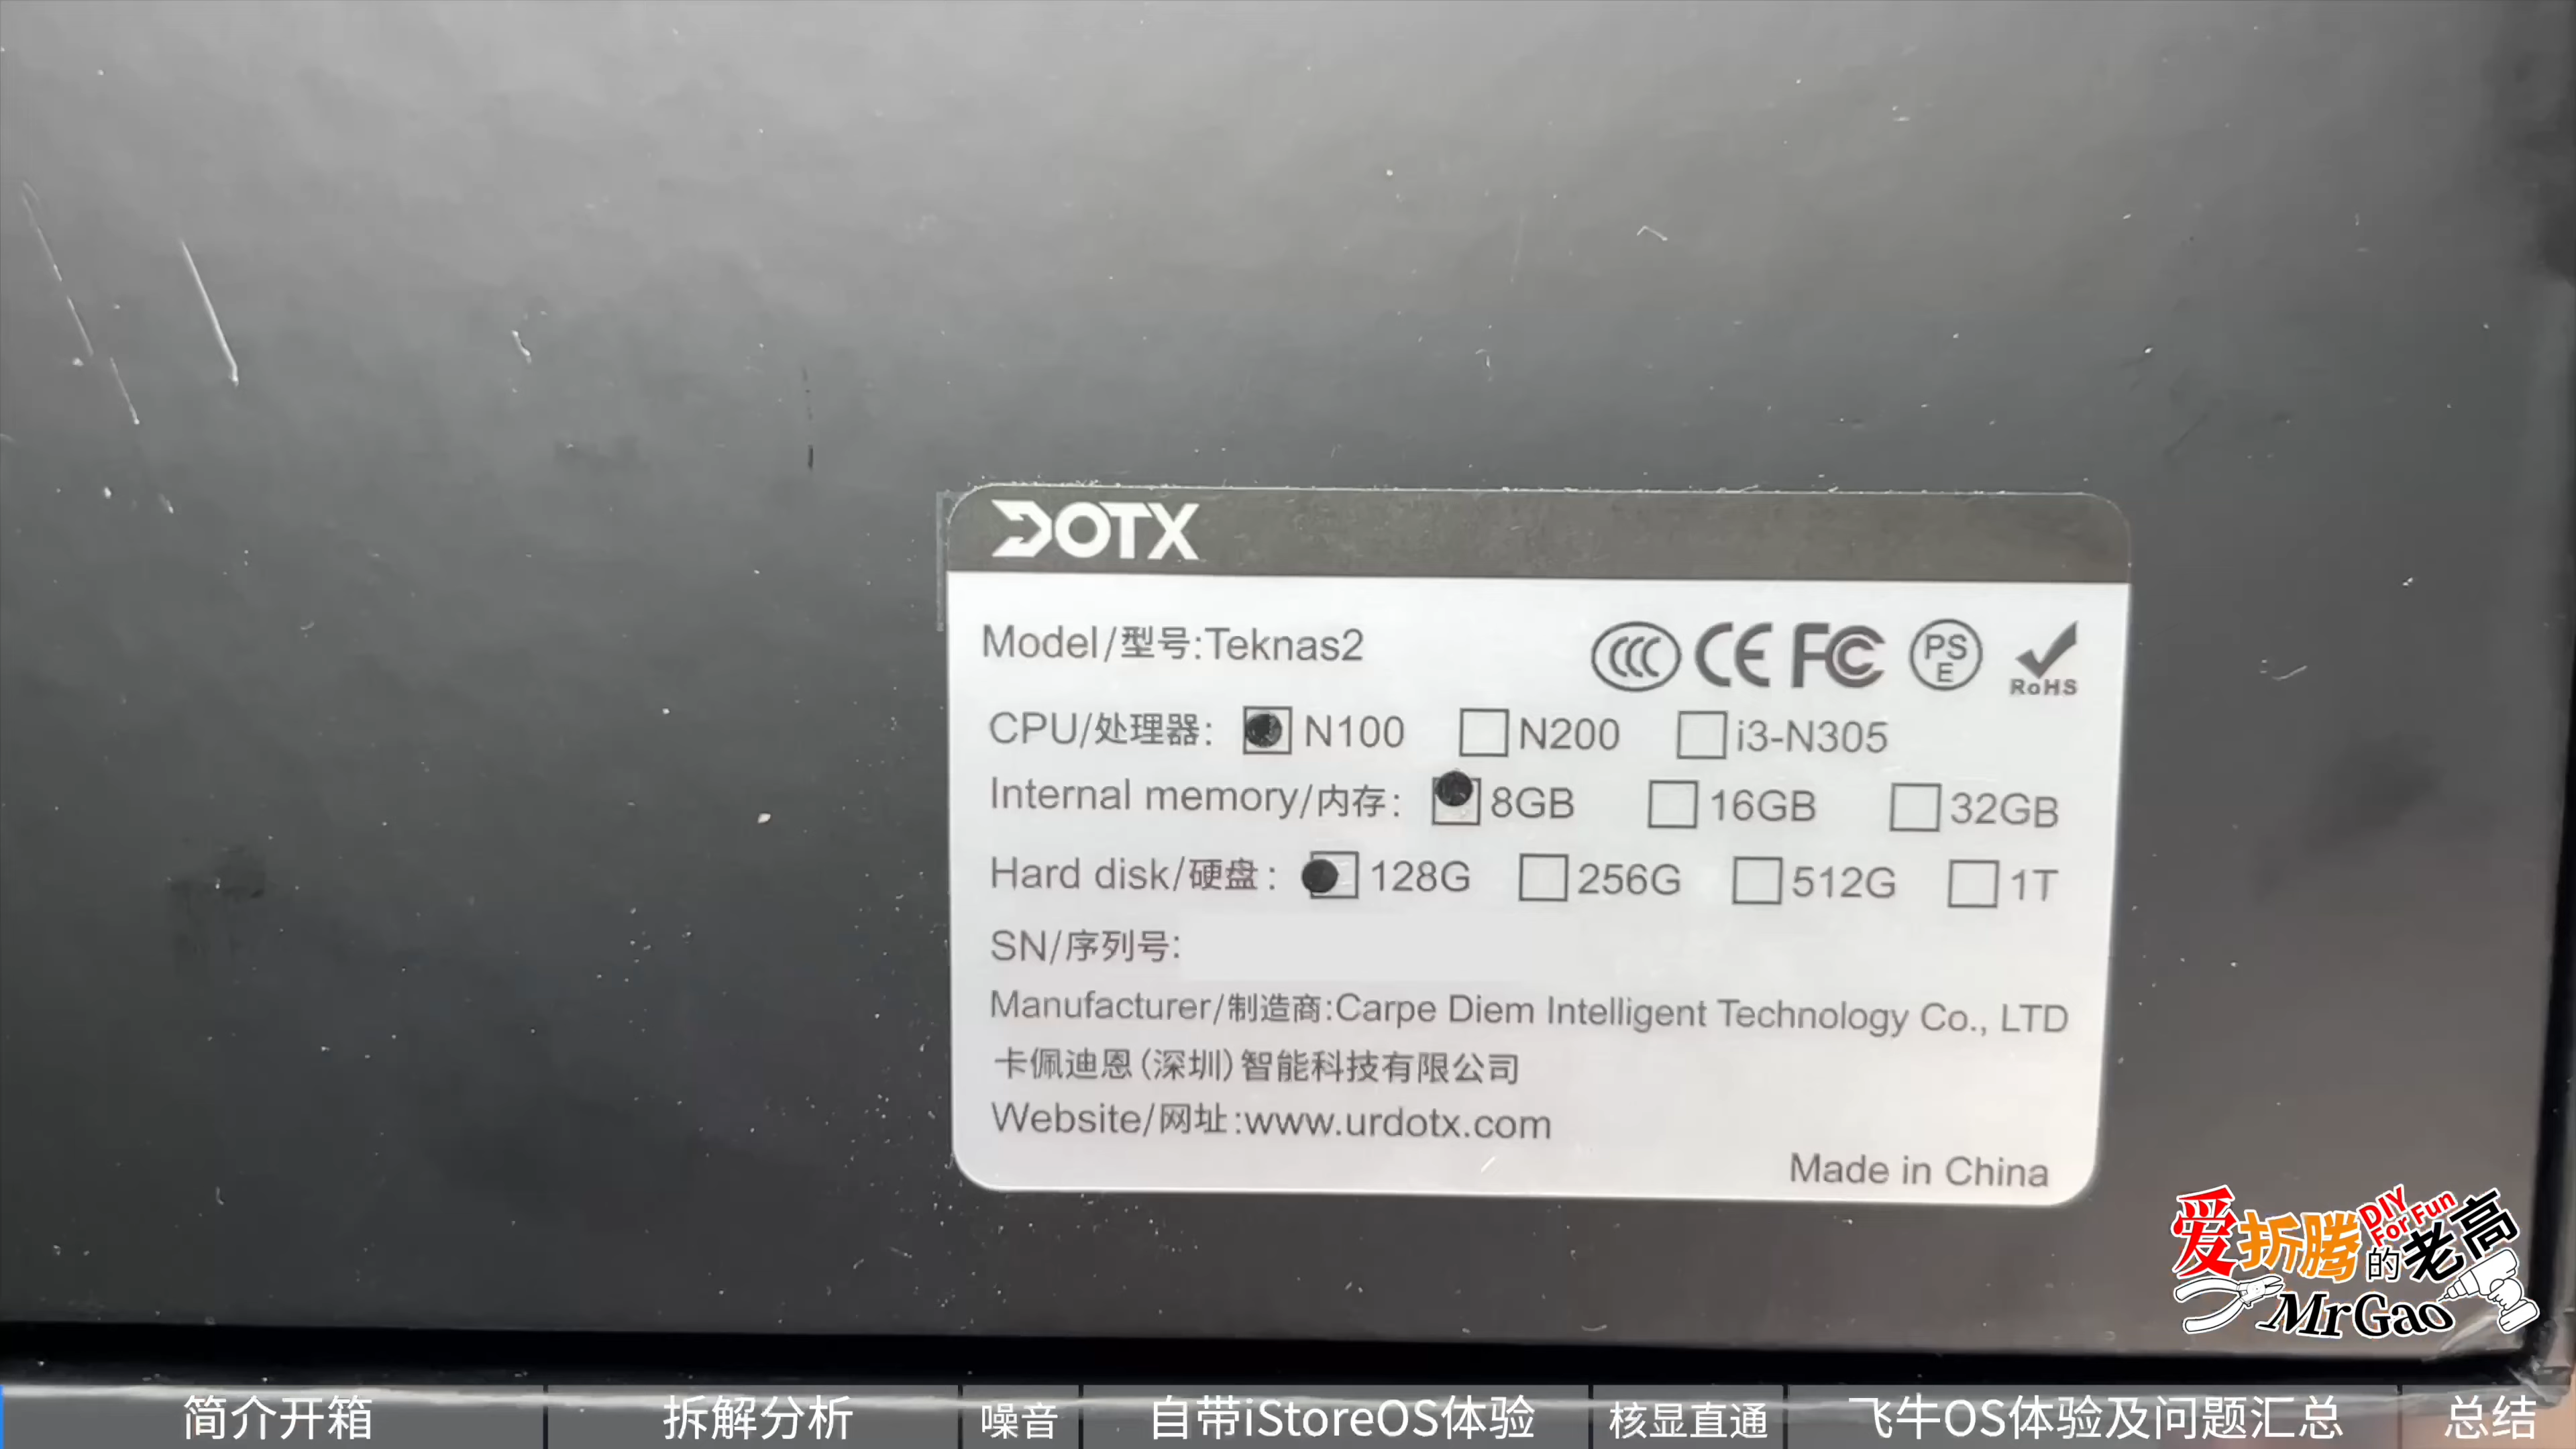 DOTX
Model/型号:Teknas2
CCC CE FC PSE RoHS
CPU/处理器: N100 N200 i3-N305
Internal memory/内存: 8GB 16GB 32GB
Hard disk/硬盘: 128G 256G 512G 1T
SN/序列号:
Manufacturer/制造商:Carpe Diem Intelligent Technology Co., LTD
卡佩迪恩(深圳)智能科技有限公司
Website/网址:www.urdotx.com
Made in China
爱折腾的老高
DIY For Fun
MrGao
简介开箱 拆解分析 噪音 自带iStoreOS体验 核显直通 飞牛OS体验及问题汇总 总结